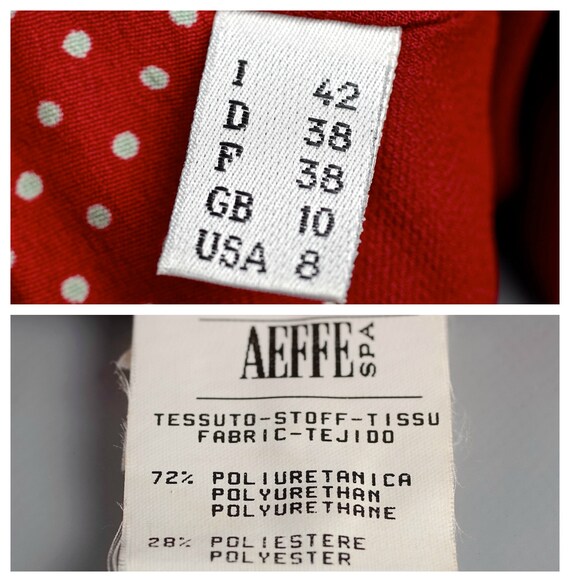 I 42
D 38
F 38
GB 10
USA 8
AEFFE SPA
TESSUTO-STOFF-TISSU
FABRIC-TEJIDO
72% POLIURETANICA
POLYURETHAN
POLYURETHANE
28% POLIESTERE
POLYESTER